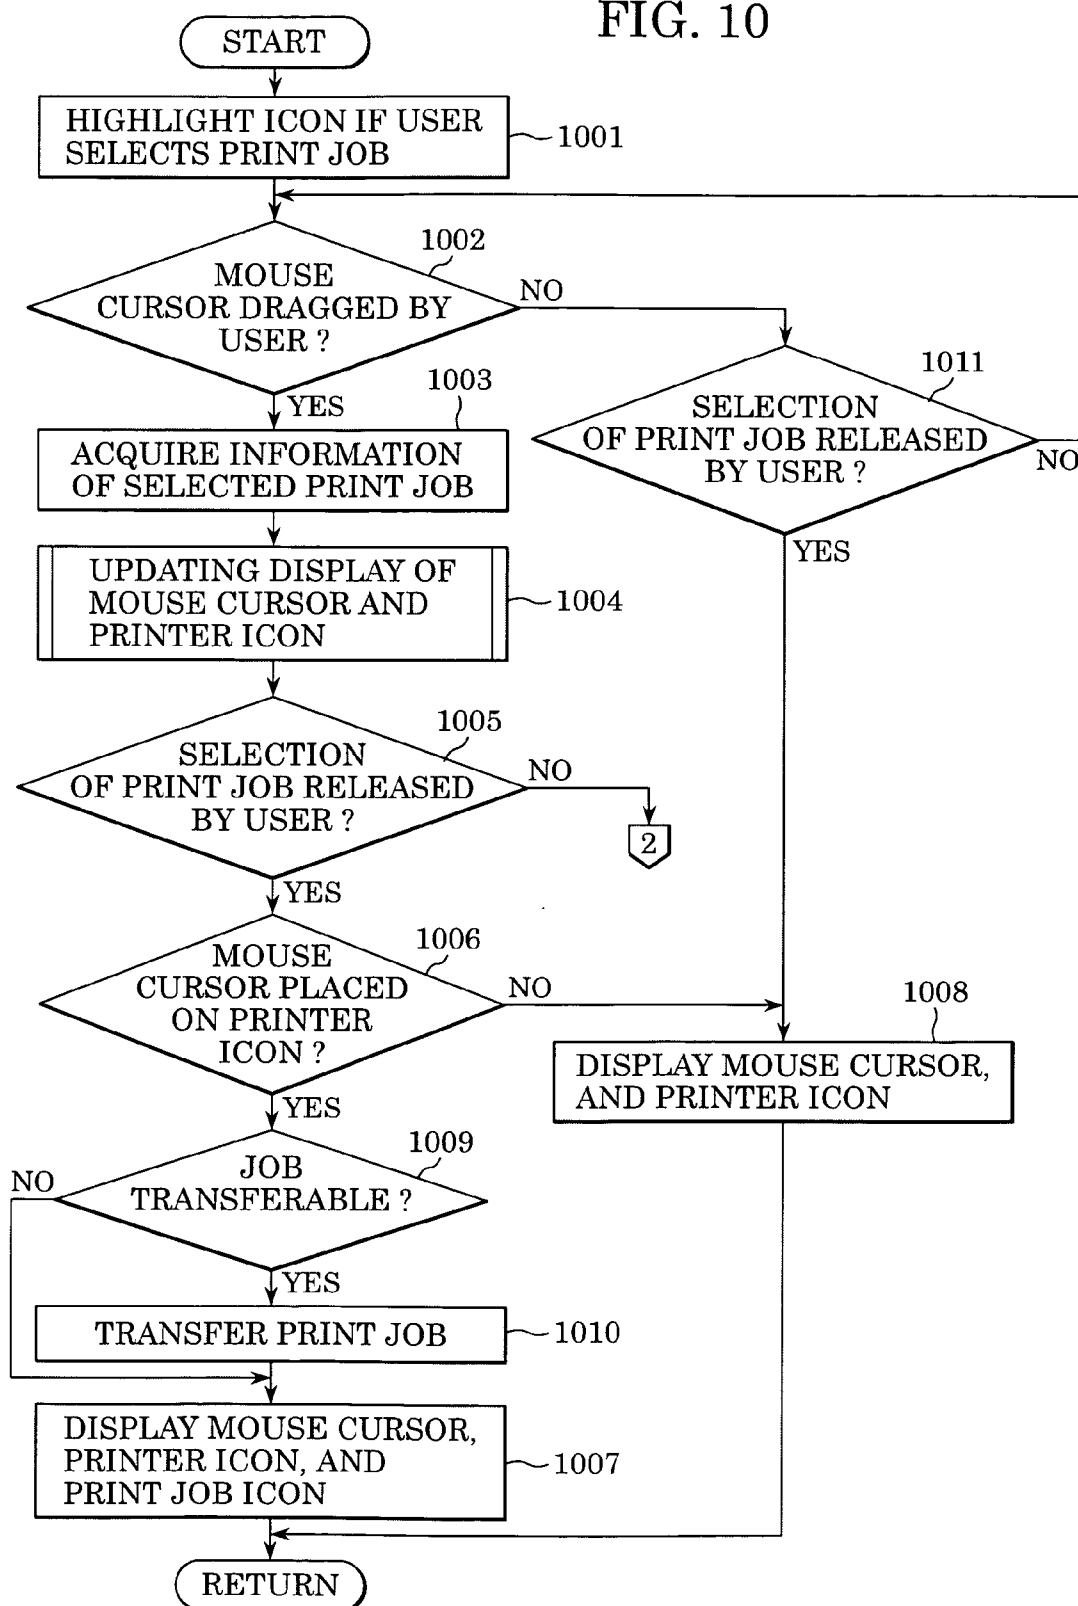 FIG. 10
START
HIGHLIGHT ICON IF USER
SELECTS PRINT JOB
1001
1002
MOUSE
CURSOR DRAGGED BY
USER ?
NO
YES
1003
ACQUIRE INFORMATION
OF SELECTED PRINT JOB
1011
SELECTION
OF PRINT JOB RELEASED
BY USER ?
NO
YES
UPDATING DISPLAY OF
MOUSE CURSOR AND
PRINTER ICON
1004
1005
SELECTION
OF PRINT JOB RELEASED
BY USER ?
NO
2
YES
1006
MOUSE
CURSOR PLACED
ON PRINTER
ICON ?
NO
YES
1008
DISPLAY MOUSE CURSOR,
AND PRINTER ICON
1009
JOB
TRANSFERABLE ?
NO
YES
TRANSFER PRINT JOB
1010
DISPLAY MOUSE CURSOR,
PRINTER ICON, AND
PRINT JOB ICON
1007
RETURN